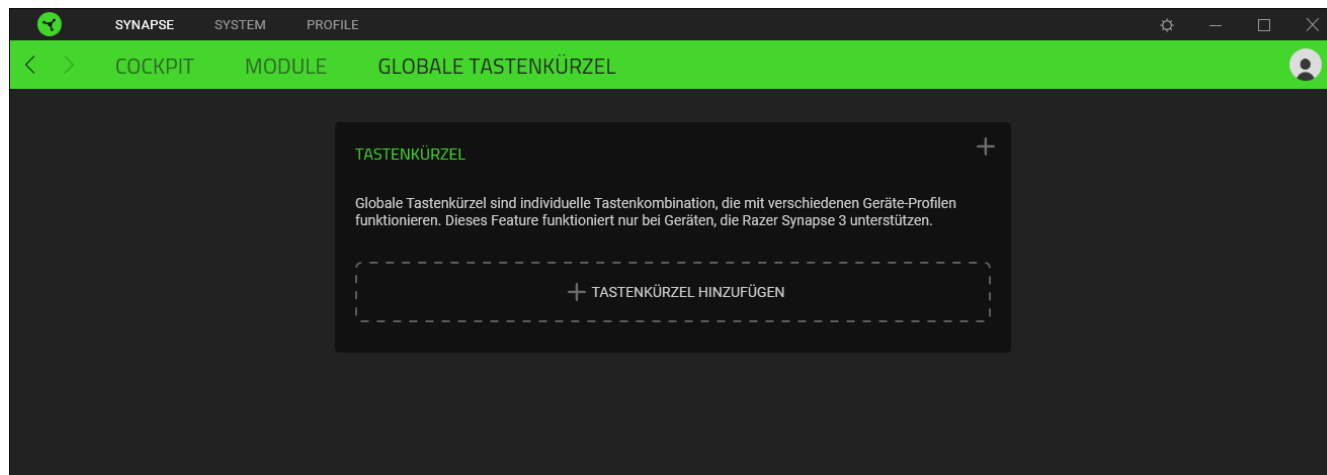 SYNAPSE SYSTEM PROFILE
COCKPIT MODULE GLOBALE TASTENKÜRZEL
TASTENKÜRZEL
Globale Tastenkürzel sind individuelle Tastenkombination, die mit verschiedenen Geräte-Profilen
funktionieren. Dieses Feature funktioniert nur bei Geräten, die Razer Synapse 3 unterstützen.
TASTENKÜRZEL HINZUFÜGEN